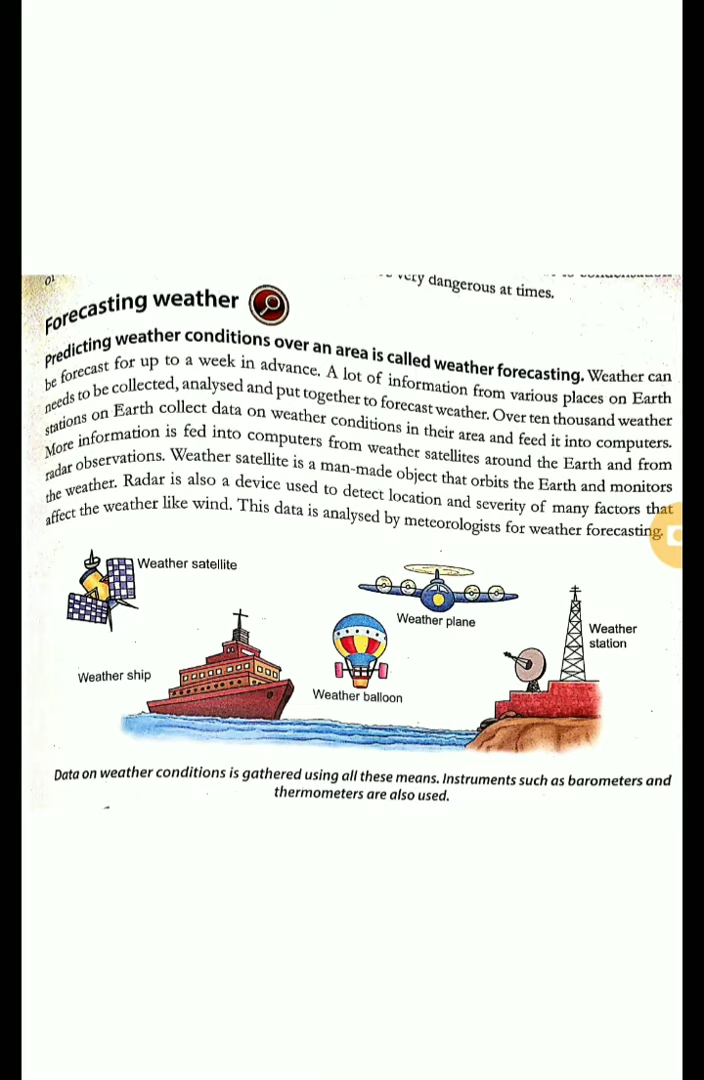 very dangerous at times.
Forecasting weather
Predicting weather conditions over an area is called weather forecasting. Weather can
be forecast for up to a week in advance. A lot of information from various places on Earth
needs to be collected, analysed and put together to forecast weather. Over ten thousand weather
stations on Earth collect data on weather conditions in their area and feed it into computers.
More information is fed into computers from weather satellites around the Earth and from
radar observations. Weather satellite is a man-made object that orbits the Earth and monitors
the weather. Radar is also a device used to detect location and severity of many factors that
affect the weather like wind. This data is analysed by meteorologists for weather forecasting.
Weather satellite
Weather plane
Weather
station
Weather ship
Weather balloon
Data on weather conditions is gathered using all these means. Instruments such as barometers and
thermometers are also used.